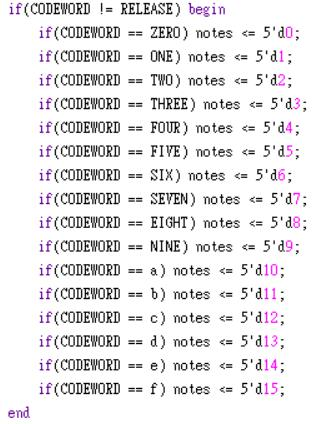 if(CODEWORD != RELEASE) begin
if(CODEWORD == ZERO) notes <= 5'd0;
if(CODEWORD == ONE) notes <= 5'd1;
if(CODEWORD == TWO) notes <= 5'd2;
if(CODEWORD == THREE) notes <= 5'd3;
if(CODEWORD == FOUR) notes <= 5'd4;
if(CODEWORD == FIVE) notes <= 5'd5;
if(CODEWORD == SIX) notes <= 5'd6;
if(CODEWORD == SEVEN) notes <= 5'd7;
if(CODEWORD == EIGHT) notes <= 5'd8;
if(CODEWORD == NINE) notes <= 5'd9;
if(CODEWORD == a) notes <= 5'd10;
if(CODEWORD == b) notes <= 5'd11;
if(CODEWORD == c) notes <= 5'd12;
if(CODEWORD == d) notes <= 5'd13;
if(CODEWORD == e) notes <= 5'd14;
if(CODEWORD == f) notes <= 5'd15;
end